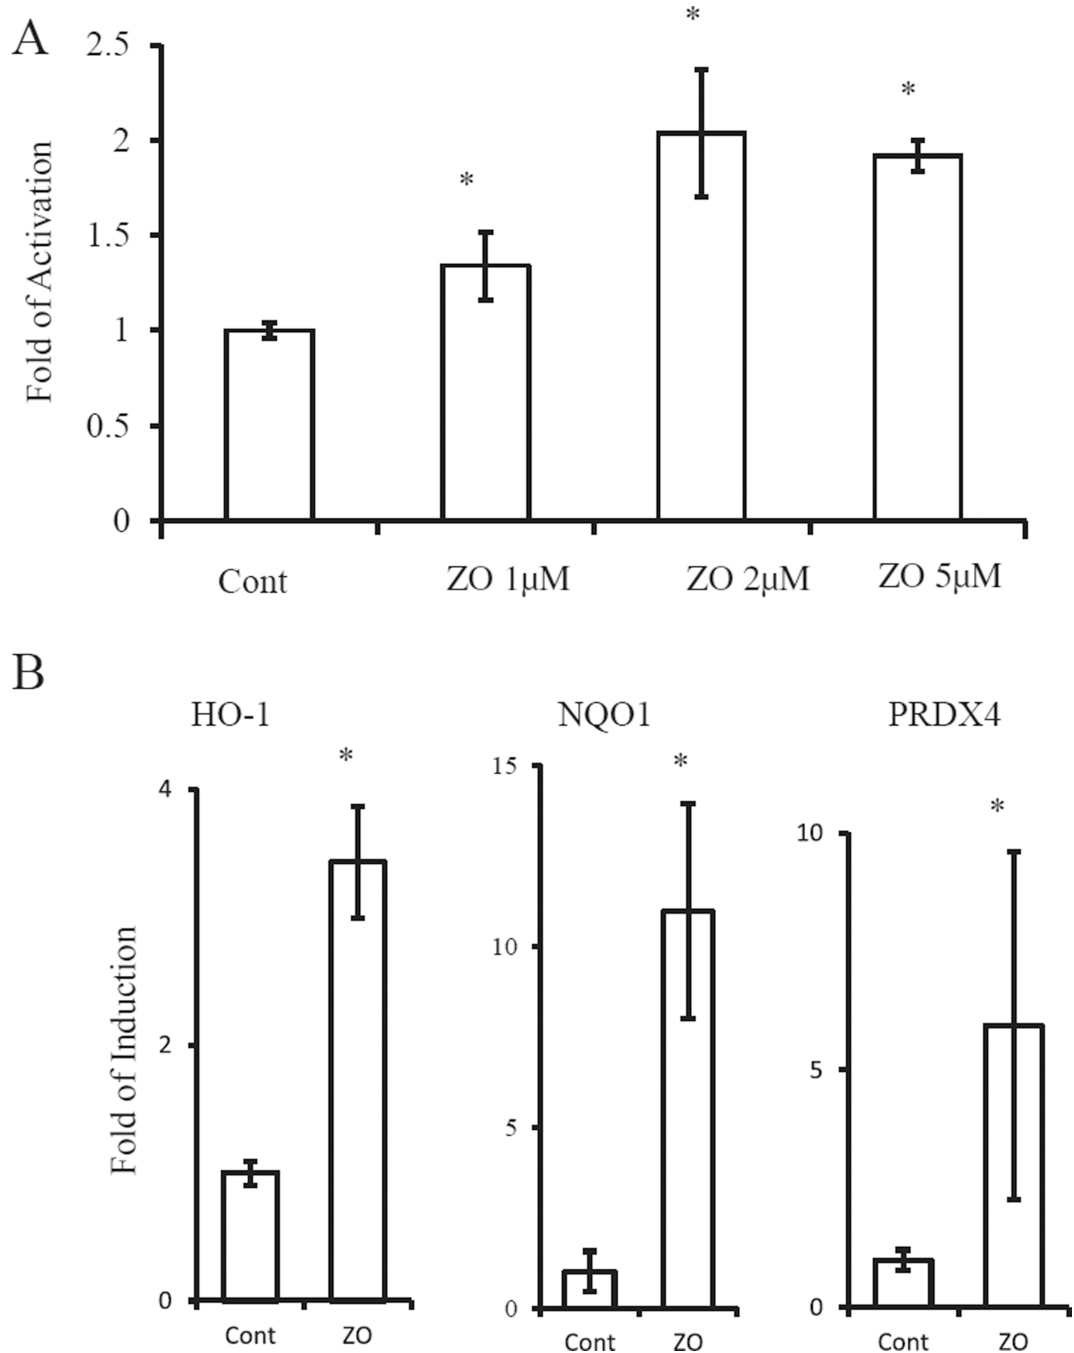 A
Fold of Activation
2.5
2
1.5
1
0.5
0
*
*
*
Cont ZO 1μM ZO 2μM ZO 5μM
B
Fold of Induction
HO-1
4
2
0
*
Cont ZO
NQO1
15
10
5
0
*
Cont ZO
PRDX4
10
5
0
*
Cont ZO